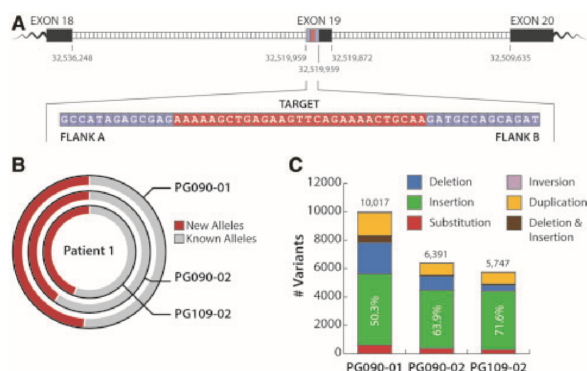 A
EXON 18
EXON 19
EXON 20
32,536,248
32,519,959
32,519,959
32,519,872
32,509,635
TARGET
GCCATAGAGCGAGAAAAAGCTGAGAAGTTCAGAAAACTGCAAGATGCCAGCAGAT
FLANK A
FLANK B
B
PG090-01
New Alleles
Known Alleles
Patient 1
PG090-02
PG109-02
C
Deletion
Inversion
Insertion
Duplication
Substitution
Deletion &
Insertion
# Variants
10000
8000
6000
4000
2000
0
10,017
6,391
5,747
50.3%
63.9%
71.6%
PG090-01
PG090-02
PG109-02